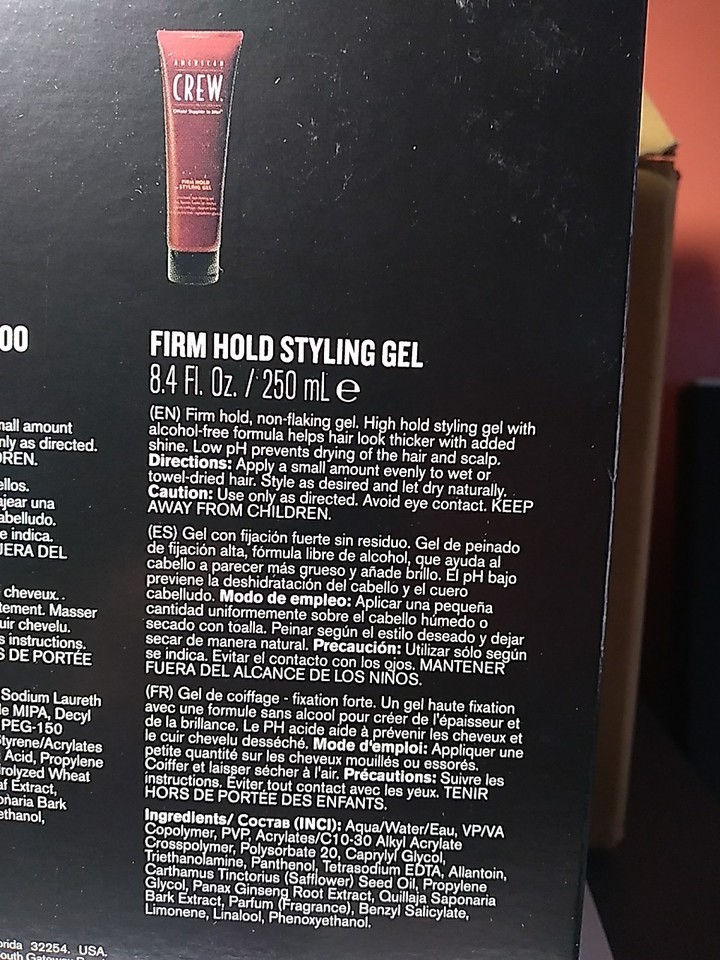 AMERICAN
CREW
Official Supplier to Men
FIRM HOLD
STYLING GEL
00
FIRM HOLD STYLING GEL
8.4 Fl. Oz. / 250 mL ℮
(EN) Firm hold, non-flaking gel. High hold styling gel with
alcohol-free formula helps hair look thicker with added
shine. Low pH prevents drying of the hair and scalp.
Directions: Apply a small amount evenly to wet or
towel-dried hair. Style as desired and let dry naturally.
Caution: Use only as directed. Avoid eye contact. KEEP
AWAY FROM CHILDREN.
(ES) Gel con fijación fuerte sin residuo. Gel de peinado
de fijación alta, fórmula libre de alcohol, que ayuda al
cabello a parecer más grueso y añade brillo. El pH bajo
previene la deshidratación del cabello y el cuero
cabelludo. Modo de empleo: Aplicar una pequeña
cantidad uniformemente sobre el cabello húmedo o
secado con toalla. Peinar según el estilo deseado y dejar
secar de manera natural. Precaución: Utilizar sólo según
se indica. Evitar el contacto con los ojos. MANTENER
FUERA DEL ALCANCE DE LOS NIÑOS.
(FR) Gel de coiffage - fixation forte. Un gel haute fixation
avec une formule sans alcool pour créer de l'épaisseur et
de la brillance. Le PH acide aide à prévenir les cheveux et
le cuir chevelu desséché. Mode d'emploi: Appliquer une
petite quantité sur les cheveux mouillés ou essorés.
Coiffer et laisser sécher à l'air. Précautions: Suivre les
instructions. Éviter tout contact avec les yeux. TENIR
HORS DE PORTÉE DES ENFANTS.
Ingredients/ Состав (INCI): Aqua/Water/Eau, VP/VA
Copolymer, PVP, Acrylates/C10-30 Alkyl Acrylate
Crosspolymer, Polysorbate 20, Caprylyl Glycol,
Triethanolamine, Panthenol, Tetrasodium EDTA, Allantoin,
Carthamus Tinctorius (Safflower) Seed Oil, Propylene
Glycol, Panax Ginseng Root Extract, Quillaja Saponaria
Bark Extract, Parfum (Fragrance), Benzyl Salicylate,
Limonene, Linalool, Phenoxyethanol.
mall amount
nly as directed.
DREN.
ellos.
ajear una
abelludo.
e indica.
UERA DEL
cheveux..
tement. Masser
uir chevelu.
s instructions.
S DE PORTÉE
Sodium Laureth
e MIPA, Decyl
PEG-150
Styrene/Acrylates
Acid, Propylene
rolyzed Wheat
af Extract,
onaria Bark
ethanol,
orida 32254. USA.
outh Gateway